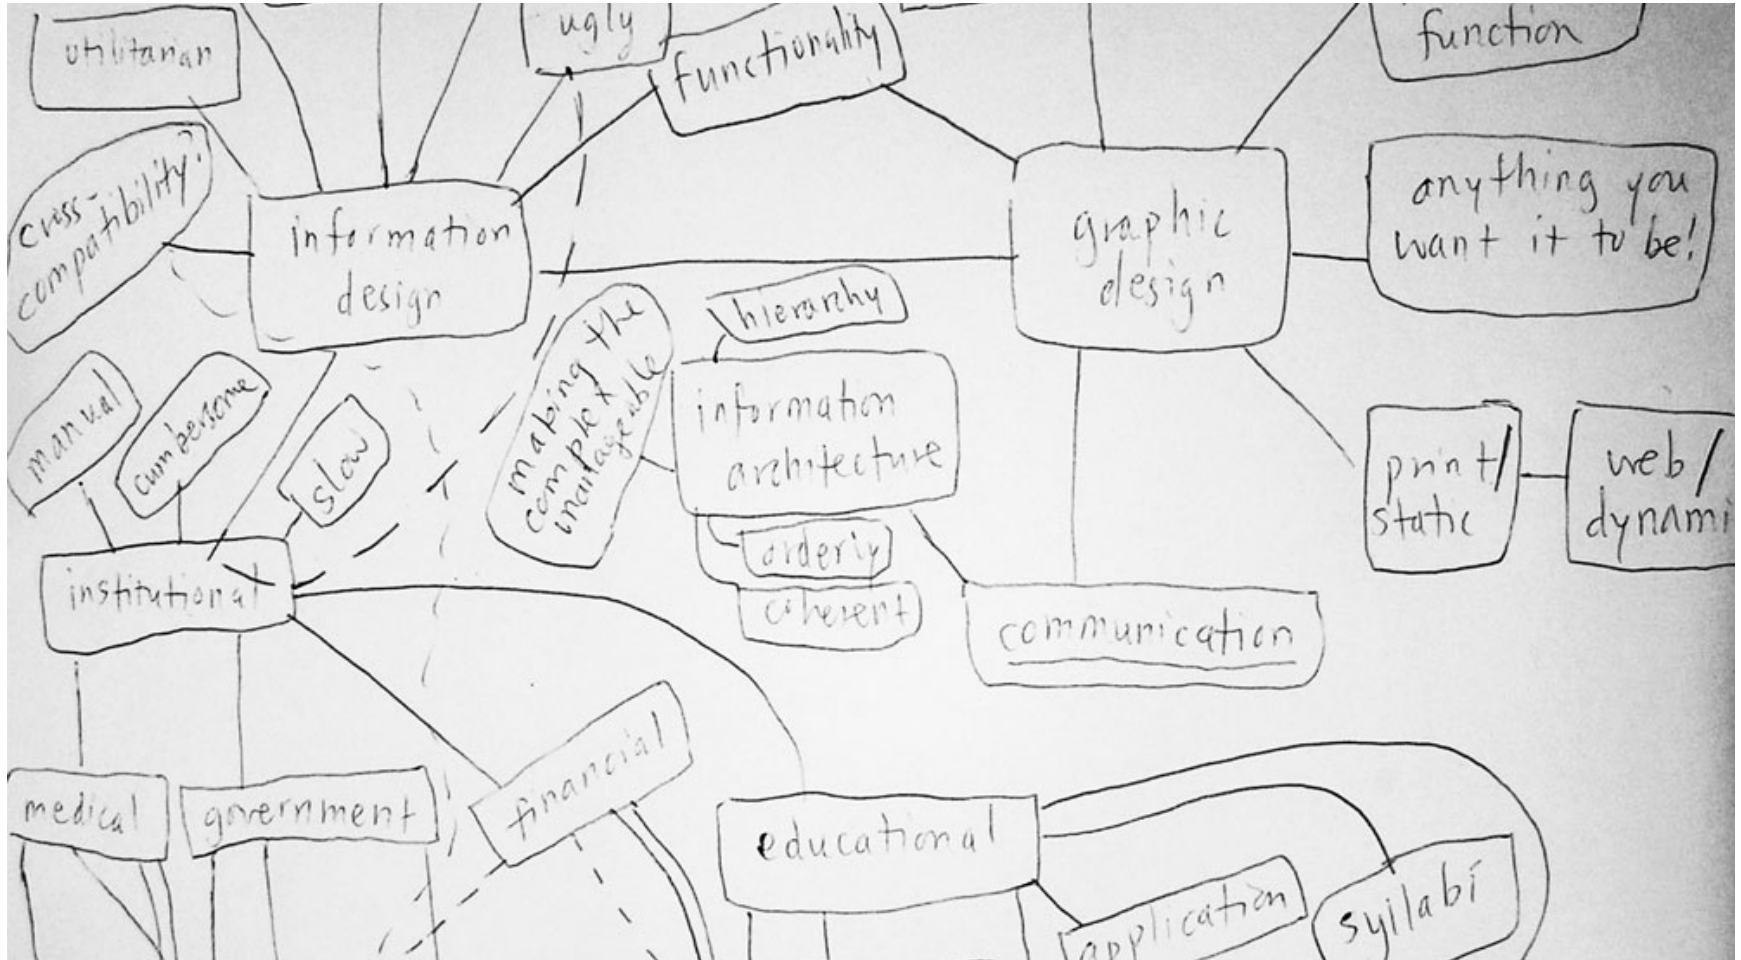 utilitarian
ugly
functionality
function
cross-
compatibility?
information
design
graphic
design
anything you
want it to be!
hierarchy
making the
complex
manageable
information
architecture
manual
cumbersome
slow
print/
static
web/
dynami
orderly
coherent
institutional
communication
financial
medical
government
educational
application
syllabi